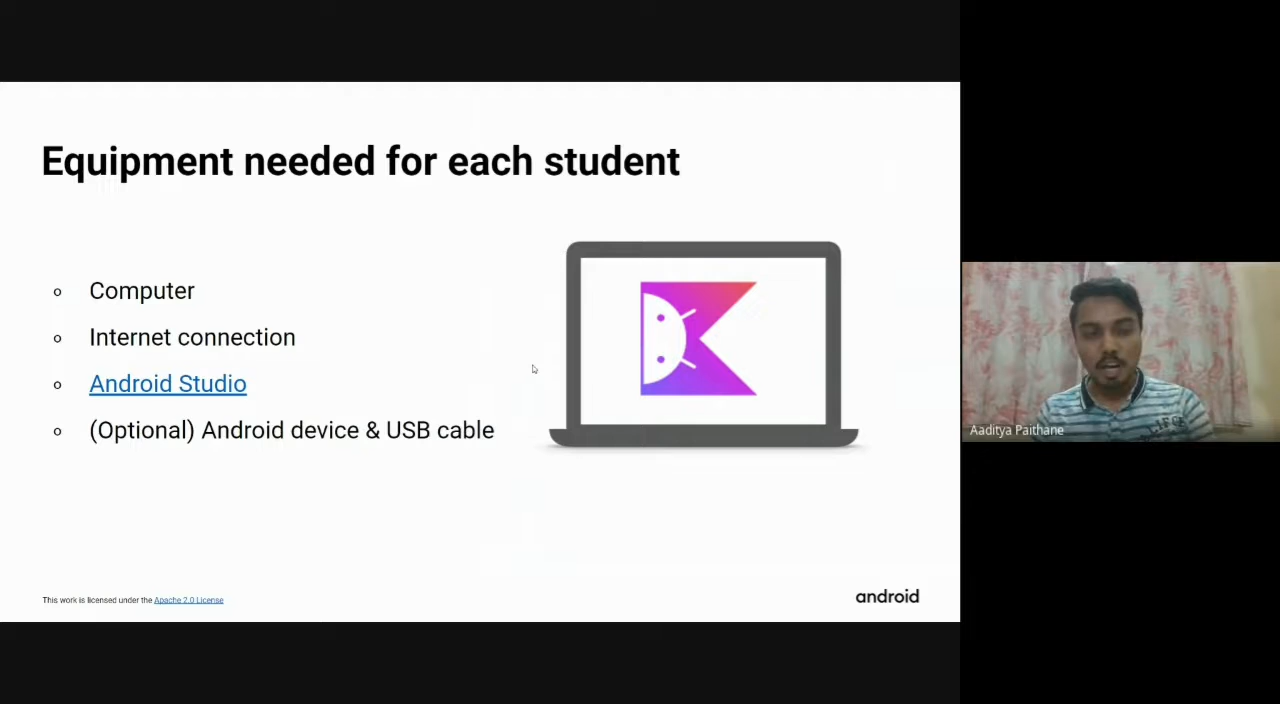 Equipment needed for each student
Computer
Internet connection
Android Studio
(Optional) Android device & USB cable
This work is licensed under the Apache 2.0 License
android
Aaditya Paithane